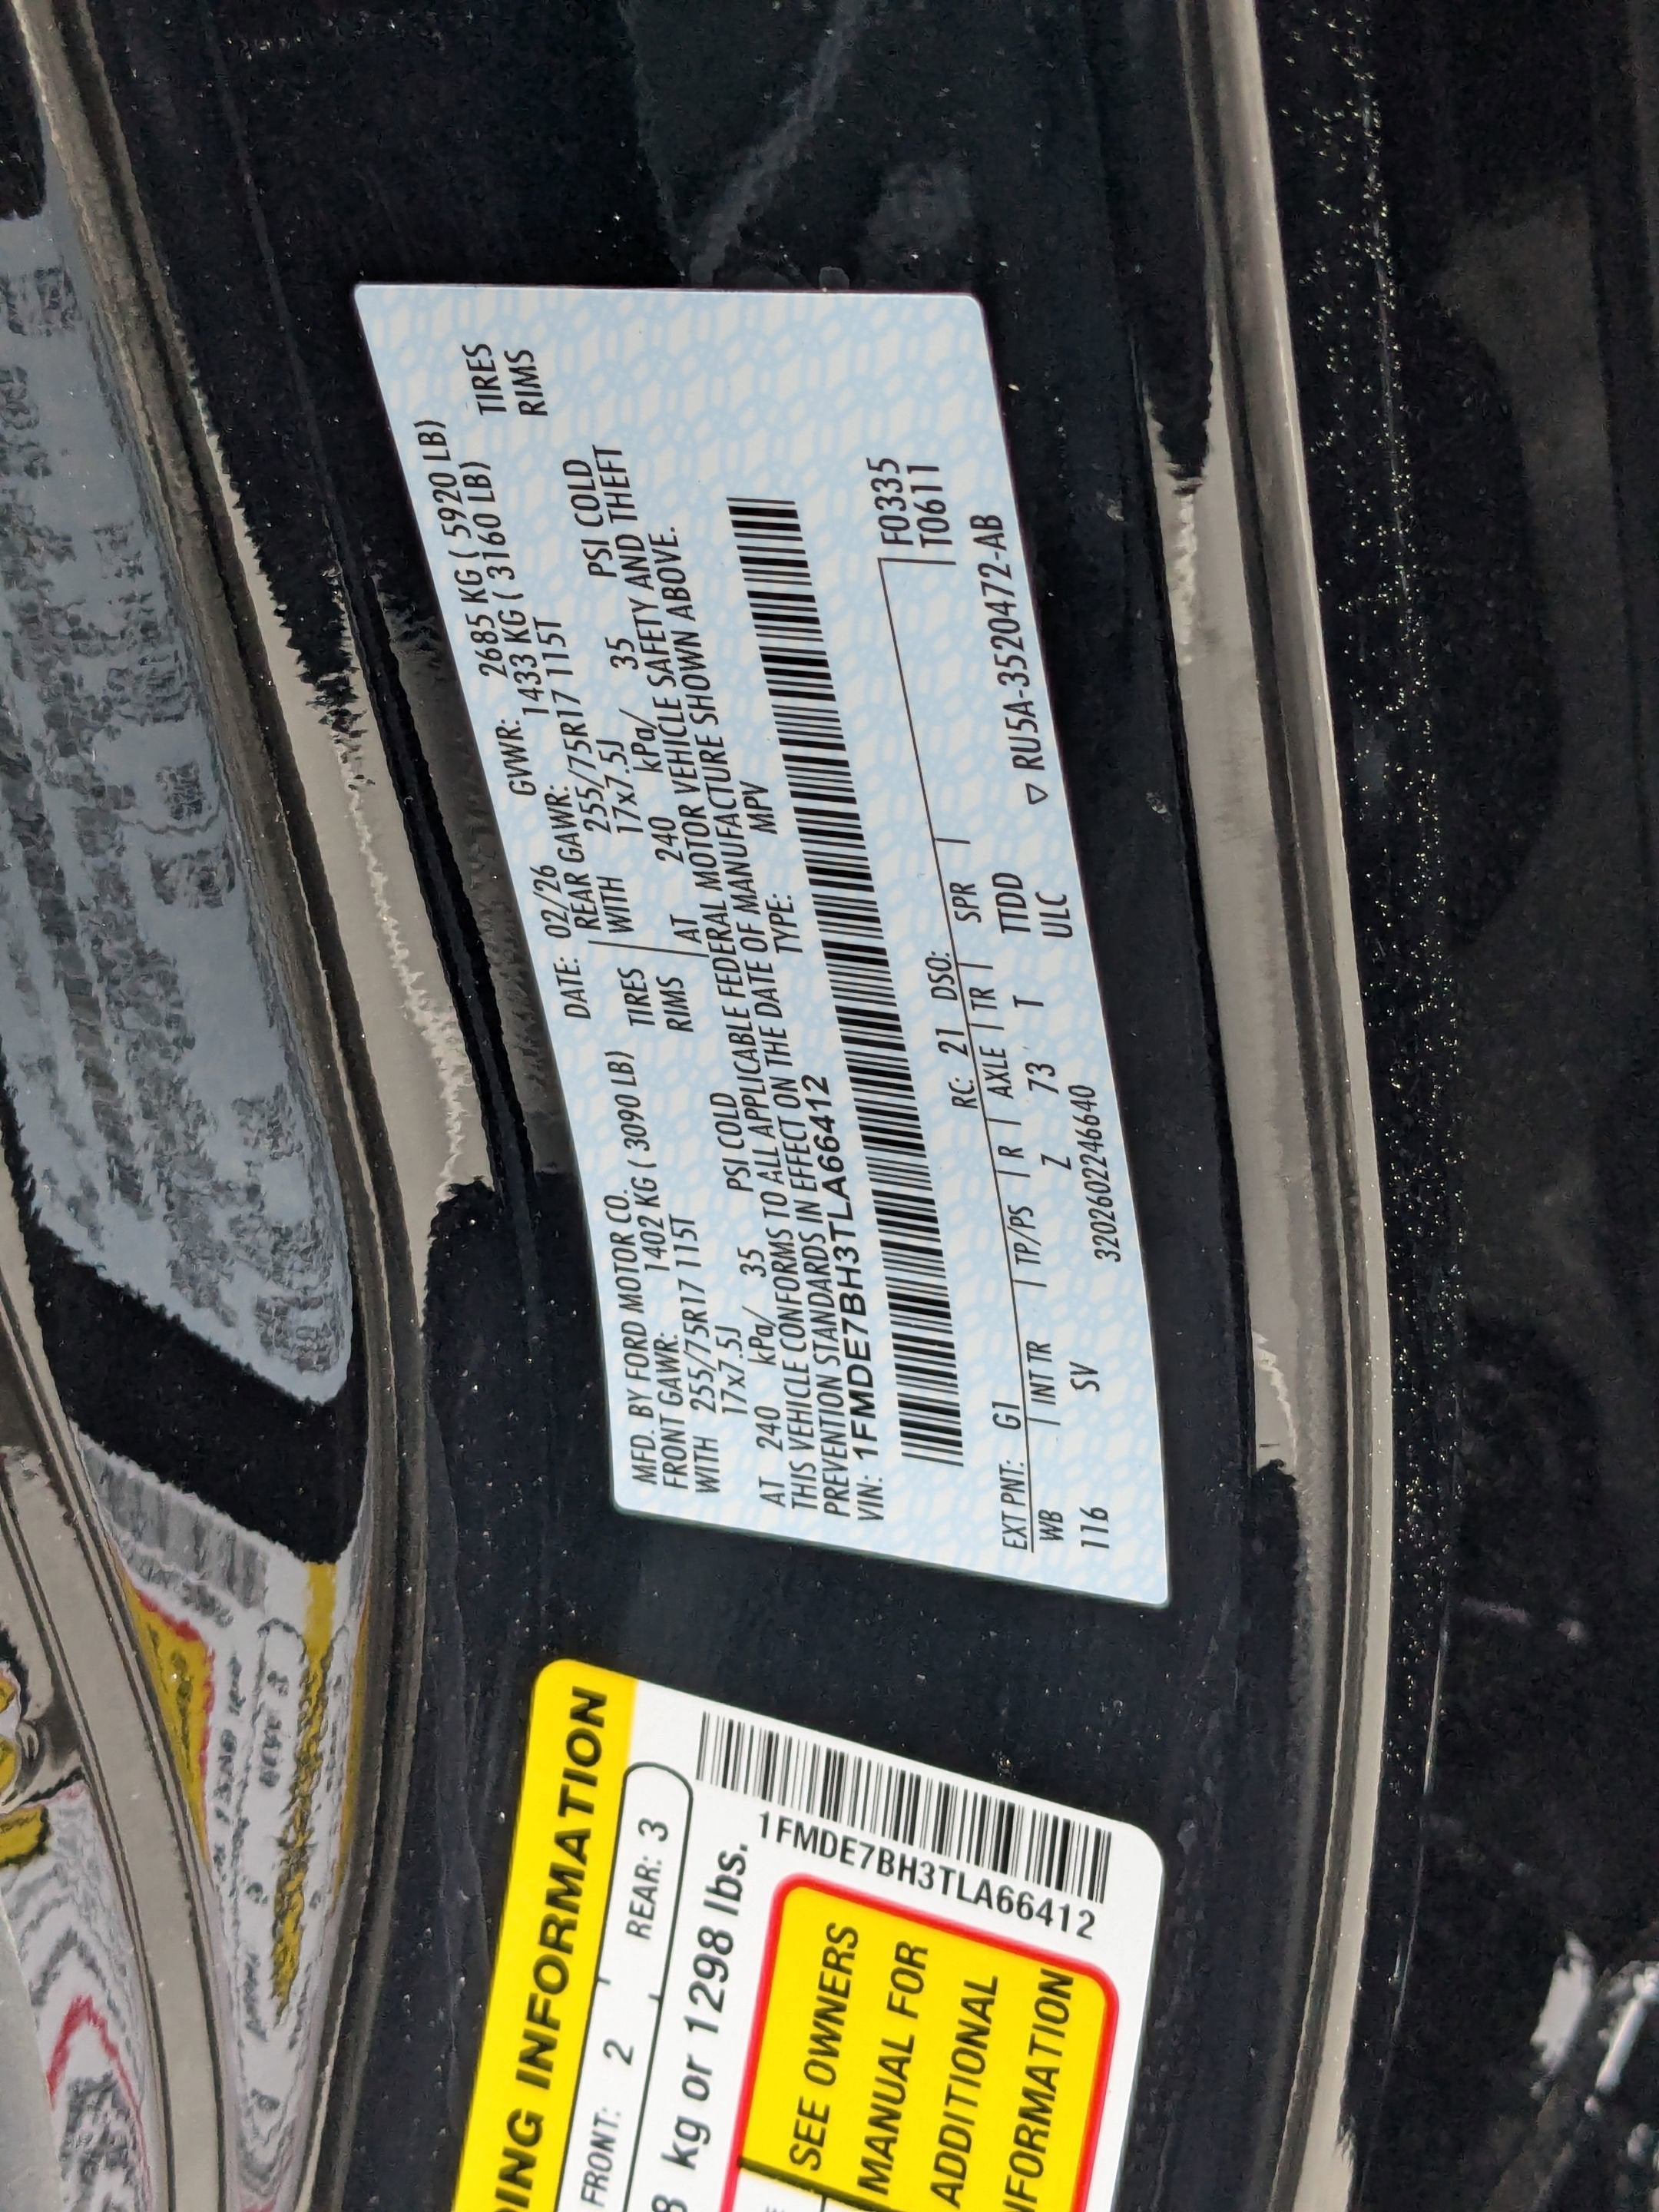 MFD. BY FORD MOTOR CO. DATE: 02/26 GVWR: 2685 KG ( 5920 LB)
FRONT GAWR: 1402 KG ( 3090 LB) REAR GAWR: 1433 KG ( 3160 LB)
WITH 255/75R17 115T TIRES WITH 255/75R17 115T TIRES
17x7.5J RIMS 17x7.5J RIMS
AT 240 kPa/ 35 PSI COLD AT 240 kPa/ 35 PSI COLD
THIS VEHICLE CONFORMS TO ALL APPLICABLE FEDERAL MOTOR VEHICLE SAFETY AND THEFT
PREVENTION STANDARDS IN EFFECT ON THE DATE OF MANUFACTURE SHOWN ABOVE.
VIN: 1FMDE7BH3TLA66412 TYPE: MPV
F0335
T0611
EXT PNT: G1 RC: 21 DSO:
WB INT TR TP/PS R AXLE TR SPR
116 SV Z 73 T TTDD
3202602246640 ULC ▽ RU5A-3520472-AB
ING INFORMATION
FRONT: 2 REAR: 3
kg or 1298 lbs.
1FMDE7BH3TLA66412
SEE OWNERS
MANUAL FOR
ADDITIONAL
NFORMATION